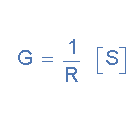 G = 1/R [S]